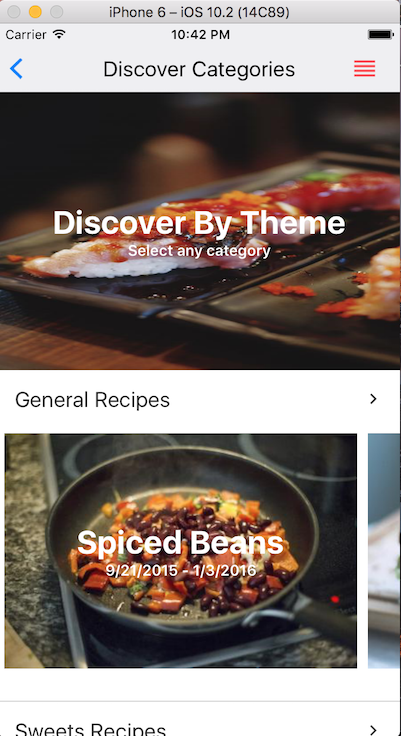 iPhone 6 – iOS 10.2 (14C89)
Carrier 10:42 PM
Discover Categories
Discover By Theme
Select any category
General Recipes
Spiced Beans
9/21/2015 - 1/3/2016
Sweets Recipes